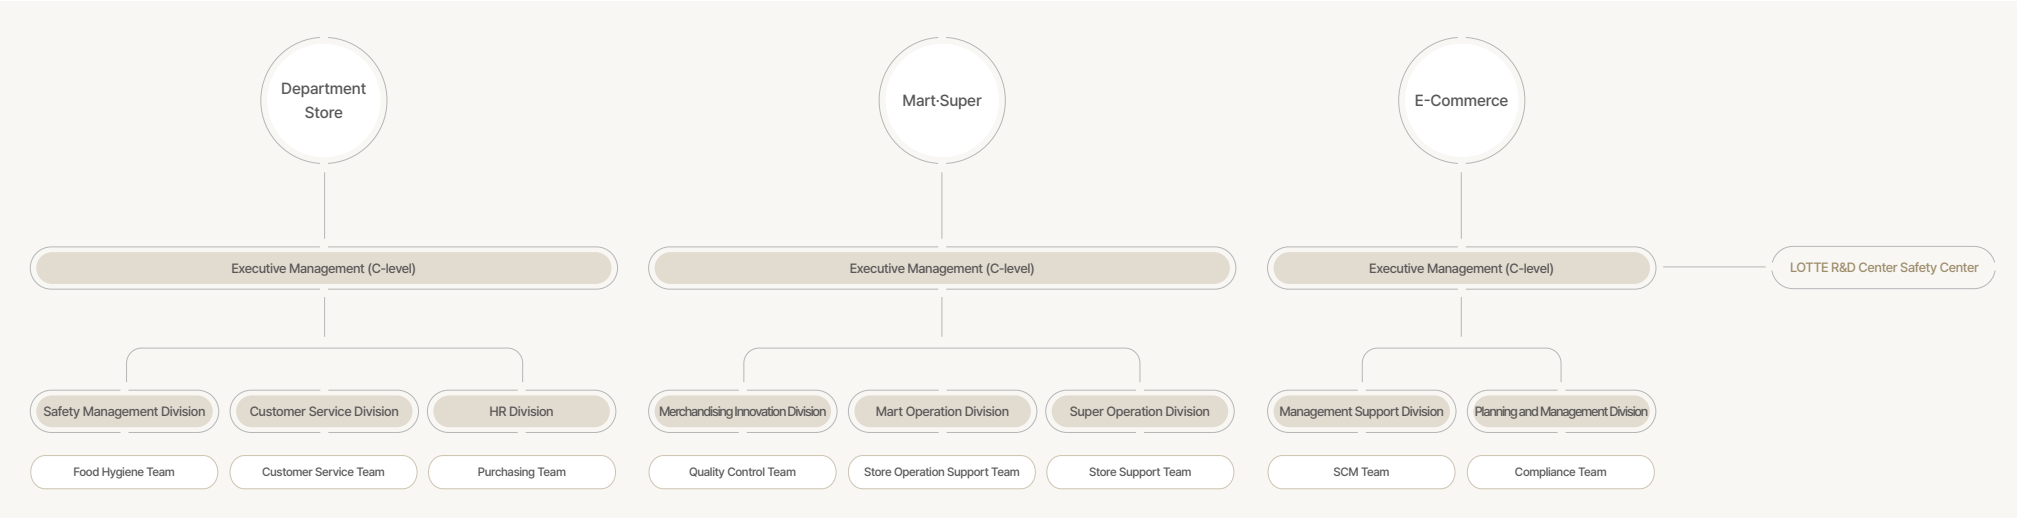 Department
Store
Mart·Super
E-Commerce
Executive Management (C-level)
Executive Management (C-level)
Executive Management (C-level)
LOTTE R&D Center Safety Center
Safety Management Division
Customer Service Division
HR Division
Merchandising Innovation Division
Mart Operation Division
Super Operation Division
Management Support Division
Planning and Management Division
Food Hygiene Team
Customer Service Team
Purchasing Team
Quality Control Team
Store Operation Support Team
Store Support Team
SCM Team
Compliance Team